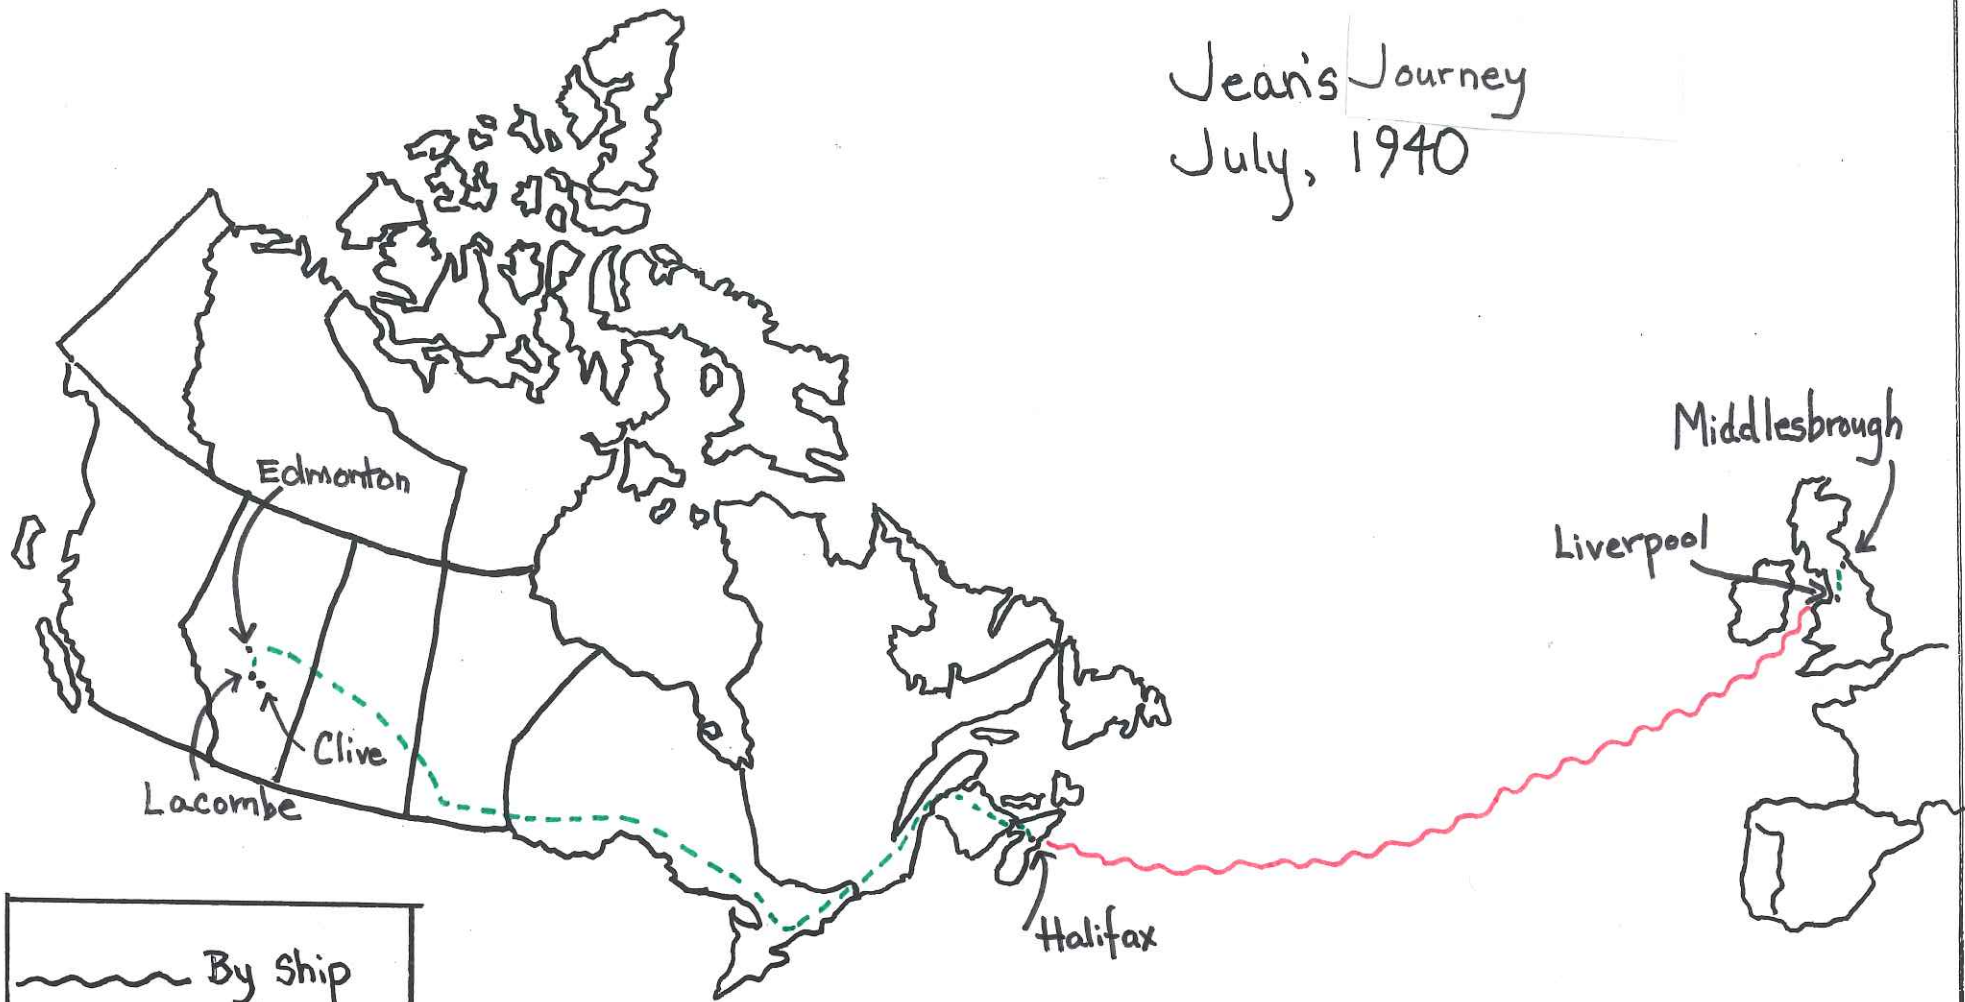 Jean's Journey
July, 1940
Middlesbrough
Edmonton
Liverpool
Clive
Lacombe
Halifax
By Ship